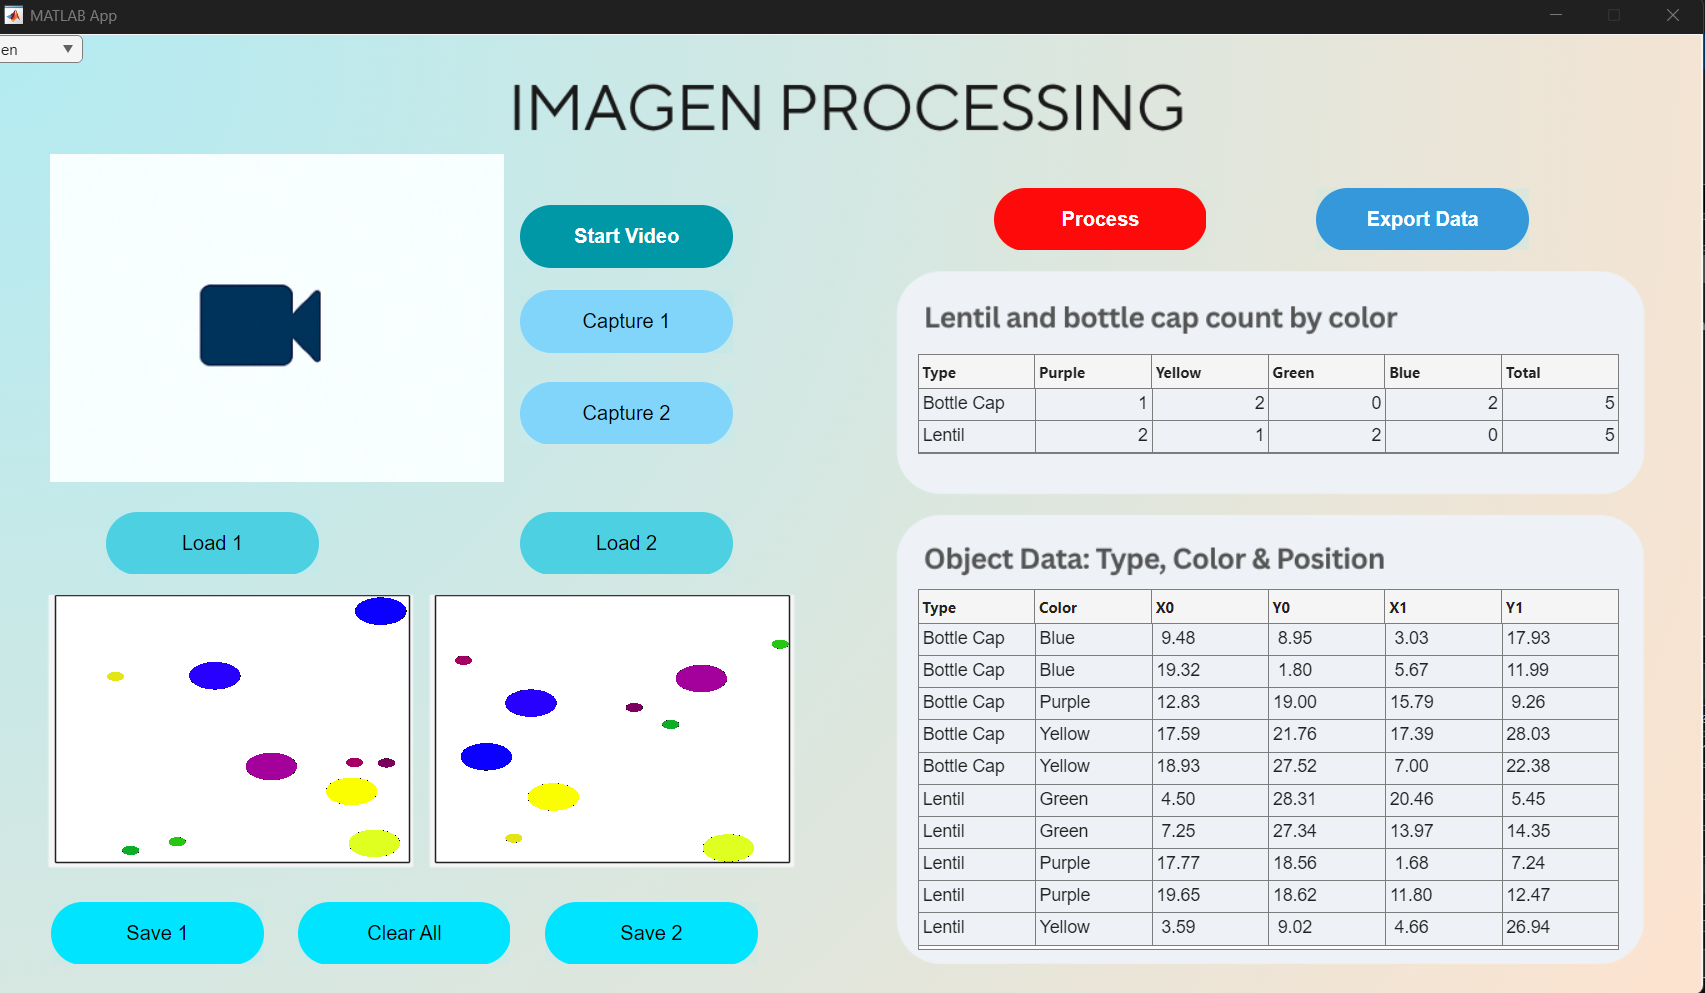 MATLAB App
en
IMAGEN PROCESSING
Start Video
Capture 1
Capture 2
Load 1
Load 2
Save 1
Clear All
Save 2
Process
Export Data
Lentil and bottle cap count by color
Type Purple Yellow Green Blue Total
Bottle Cap 1 2 0 2 5
Lentil 2 1 2 0 5
Object Data: Type, Color & Position
Type Color X0 Y0 X1 Y1
Bottle Cap Blue 9.48 8.95 3.03 17.93
Bottle Cap Blue 19.32 1.80 5.67 11.99
Bottle Cap Purple 12.83 19.00 15.79 9.26
Bottle Cap Yellow 17.59 21.76 17.39 28.03
Bottle Cap Yellow 18.93 27.52 7.00 22.38
Lentil Green 4.50 28.31 20.46 5.45
Lentil Green 7.25 27.34 13.97 14.35
Lentil Purple 17.77 18.56 1.68 7.24
Lentil Purple 19.65 18.62 11.80 12.47
Lentil Yellow 3.59 9.02 4.66 26.94